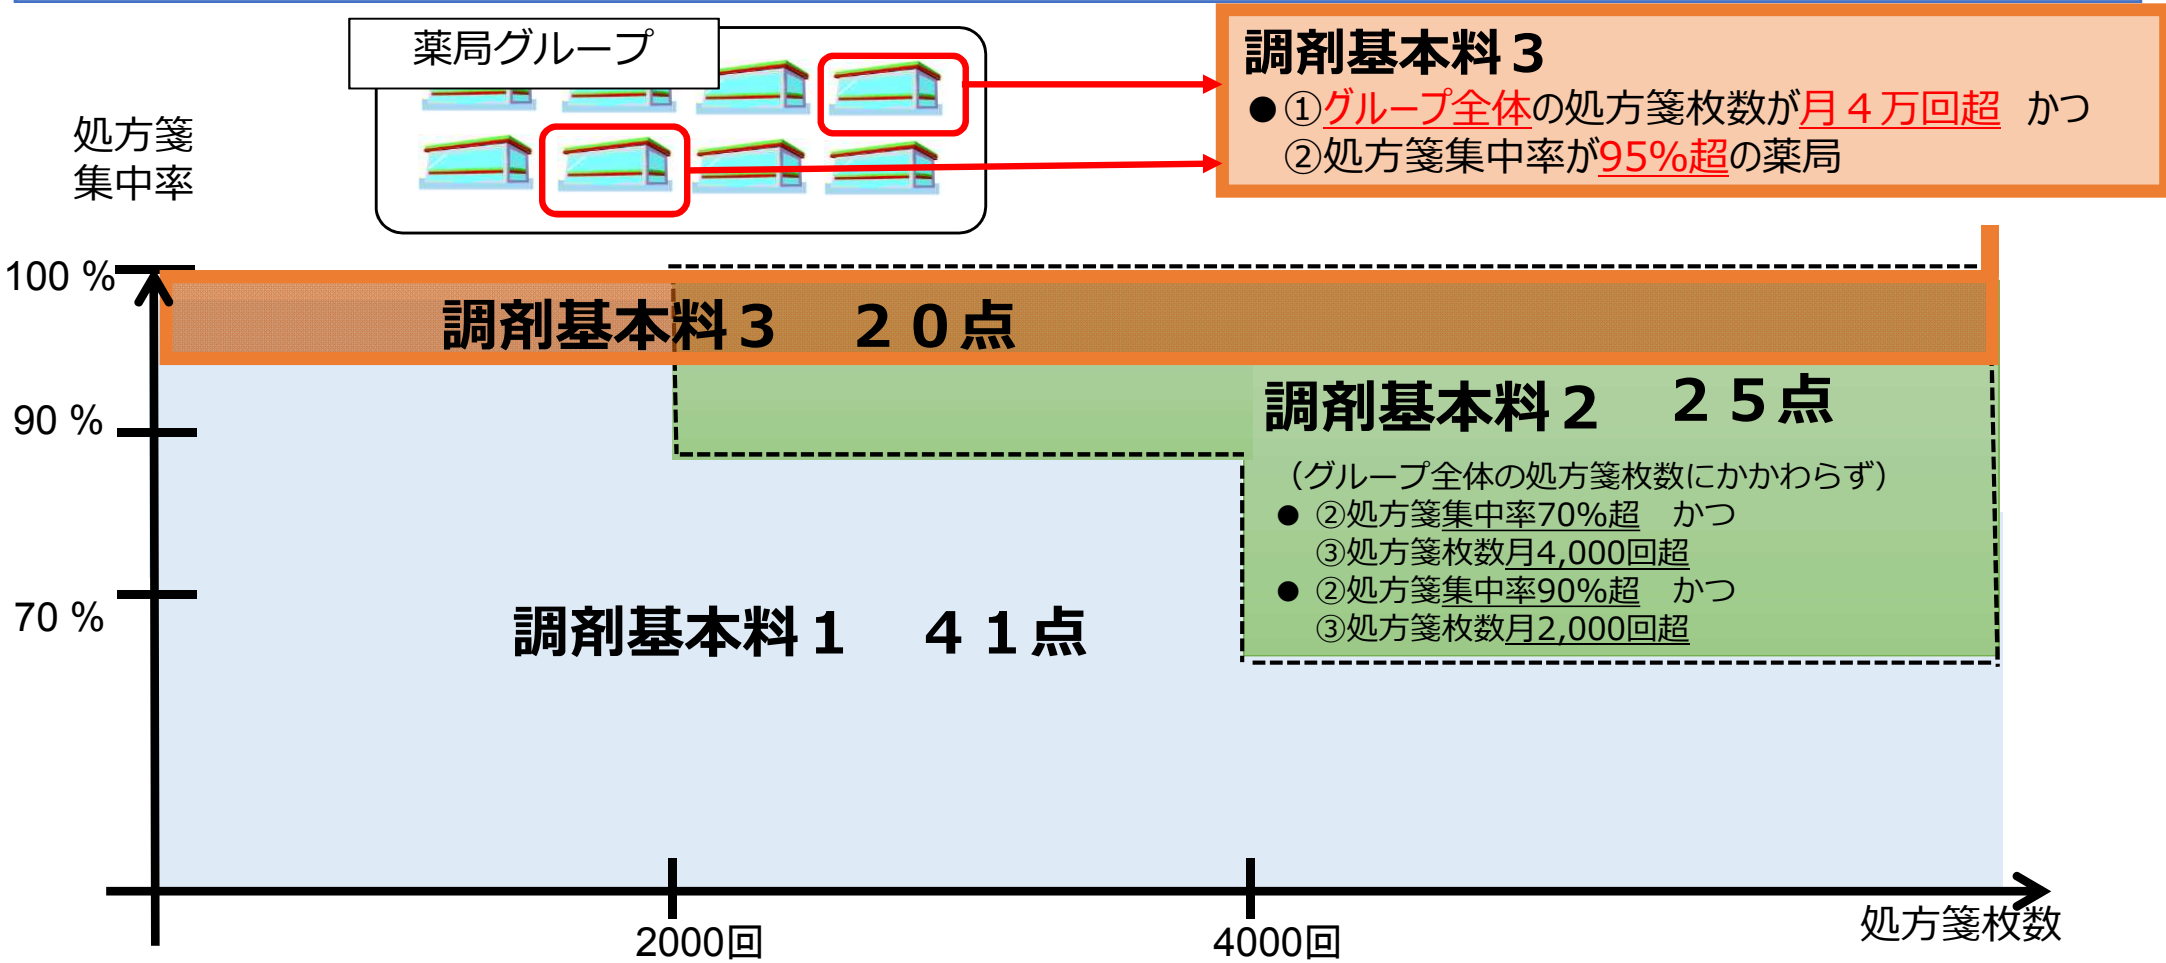 薬局グループ
調剤基本料３
●①グループ全体の処方箋枚数が月４万回超　かつ
②処方箋集中率が95%超の薬局
処方箋
集中率
100 %
調剤基本料３　２０点
90 %
調剤基本料２　２５点
（グループ全体の処方箋枚数にかかわらず）
● ②処方箋集中率70%超　かつ
③処方箋枚数月4,000回超
● ②処方箋集中率90%超　かつ
③処方箋枚数月2,000回超
70 %
調剤基本料１　４１点
2000回
4000回
処方箋枚数